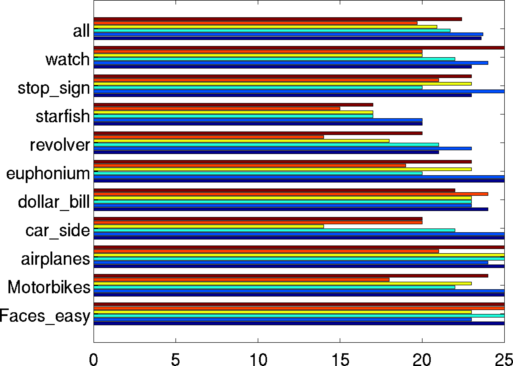 all
watch
stop_sign
starfish
revolver
euphonium
dollar_bill
car_side
airplanes
Motorbikes
Faces_easy
0 5 10 15 20 25